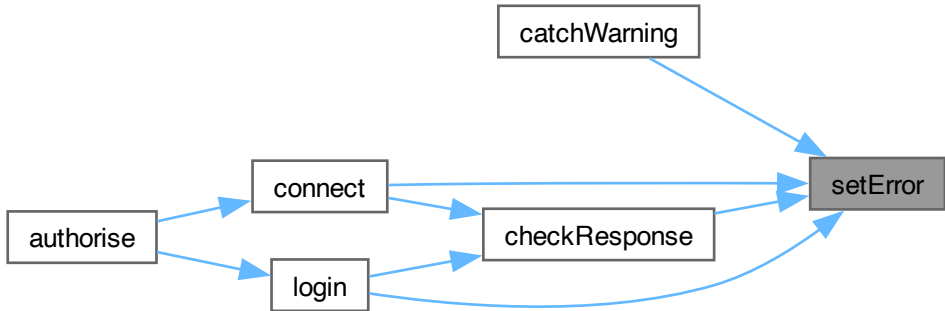 catchWarning
setError
connect
authorise
checkResponse
login